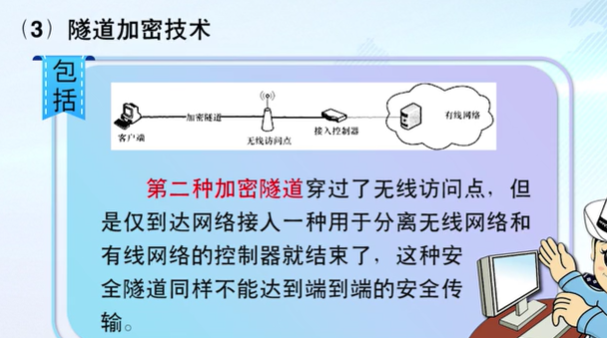 （3）隧道加密技术
包
括
加密隧道
客户端
无线访问点
接入控制器
有线网络
第二种加密隧道穿过了无线访问点，但
是仅到达网络接入一种用于分离无线网络和
有线网络的控制器就结束了，这种安
全隧道同样不能达到端到端的安全传
输。